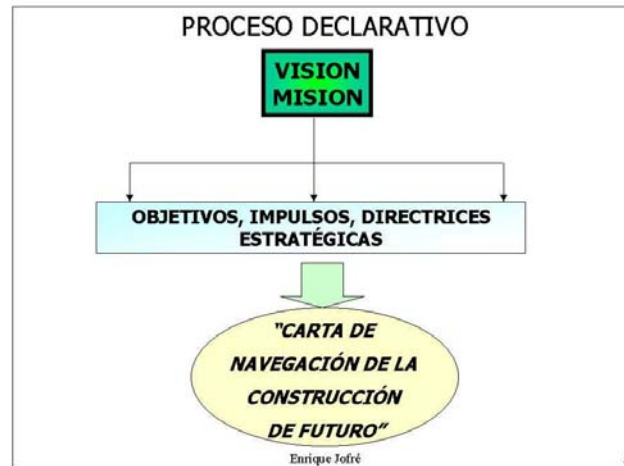 PROCESO DECLARATIVO
VISION
MISION
OBJETIVOS, IMPULSOS, DIRECTRICES
ESTRATÉGICAS
"CARTA DE
NAVEGACIÓN DE LA
CONSTRUCCIÓN
DE FUTURO"
Enrique Jofré